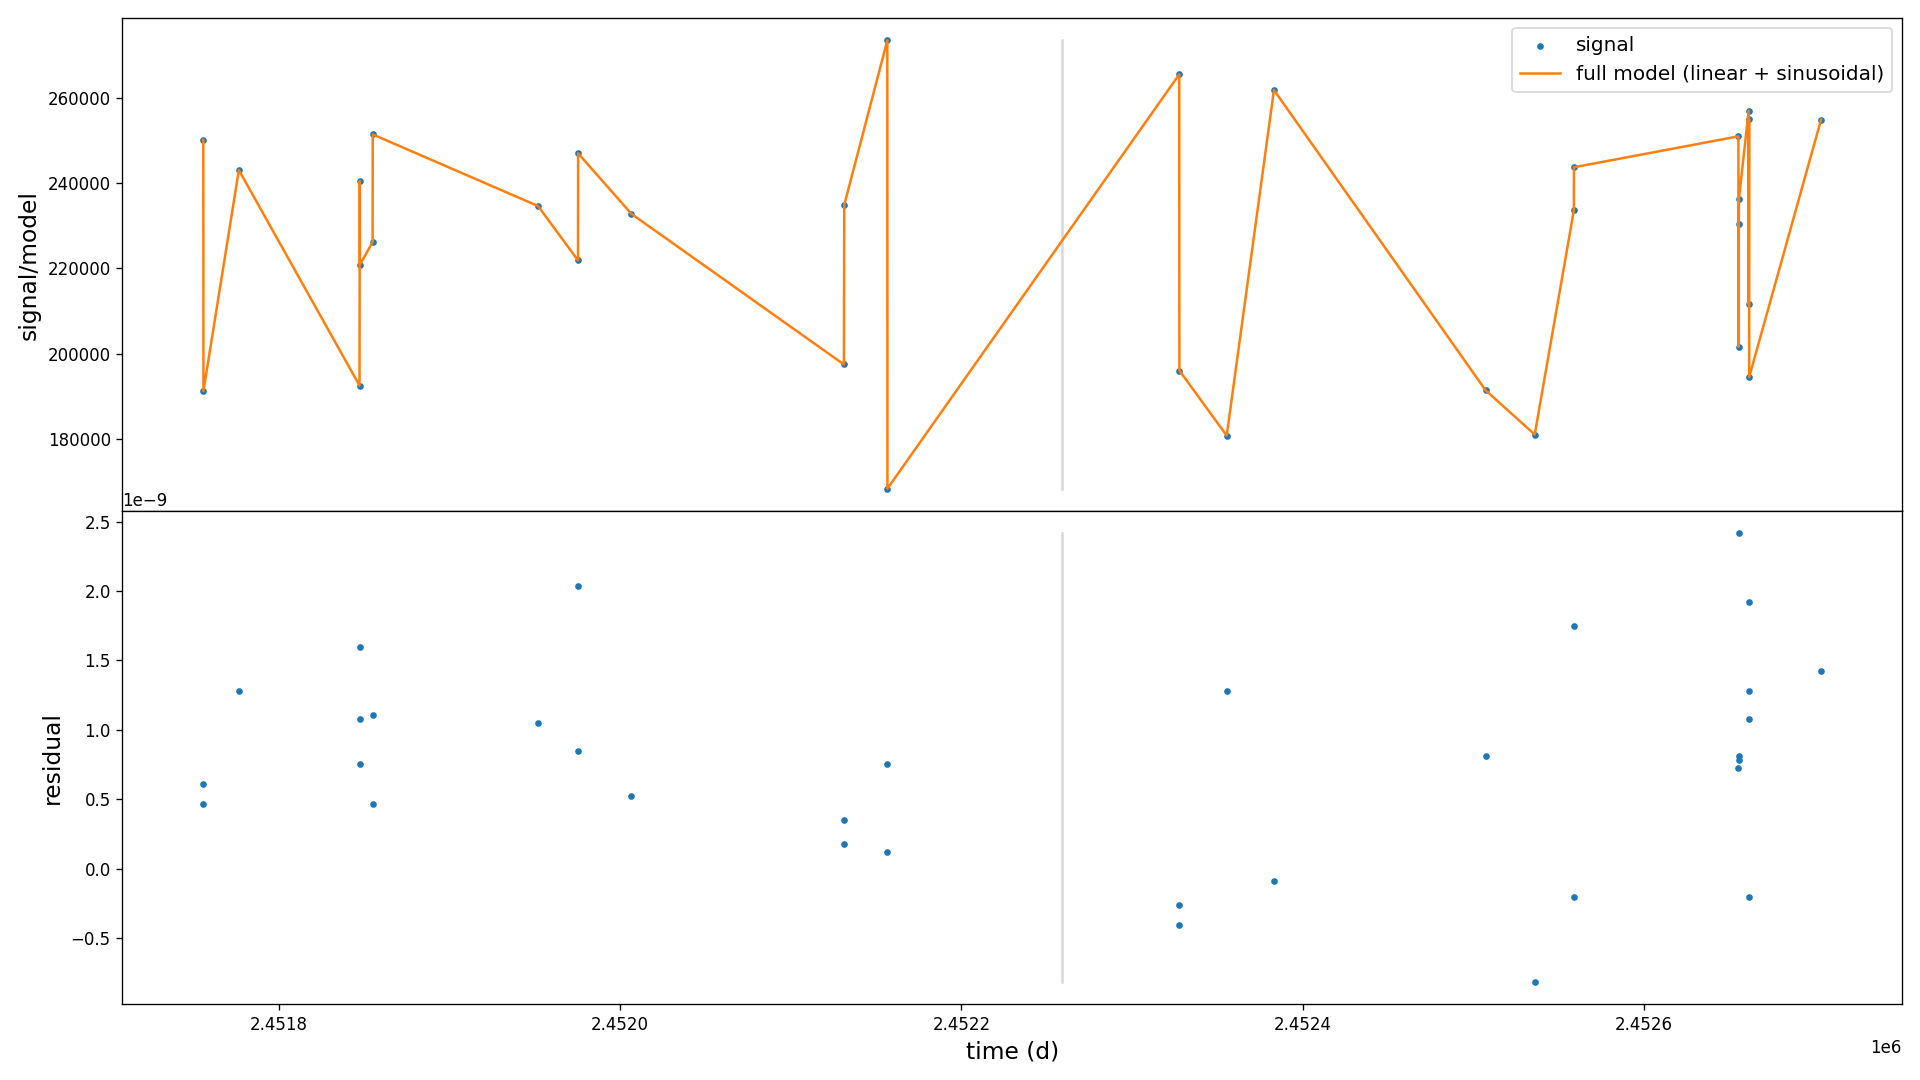 signal
full model (linear + sinusoidal)
260000
240000
220000
200000
180000
signal/model
1e−9
2.5
2.0
1.5
1.0
0.5
0.0
−0.5
residual
2.4518
2.4520
2.4522
2.4524
2.4526
1e6
time (d)